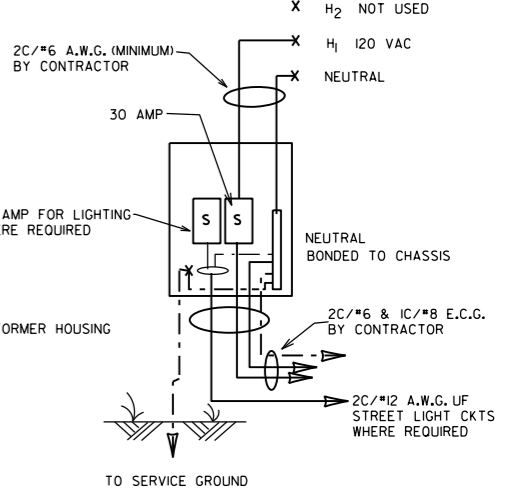 H2 NOT USED
2C/#6 A.W.G. (MINIMUM)
BY CONTRACTOR
H1 120 VAC
NEUTRAL
30 AMP
AMP FOR LIGHTING
RE REQUIRED
S
S
NEUTRAL
BONDED TO CHASSIS
ORMER HOUSING
2C/#6 & 1C/#8 E.C.G.
BY CONTRACTOR
2C/#12 A.W.G. UF
STREET LIGHT CKTS
WHERE REQUIRED
TO SERVICE GROUND